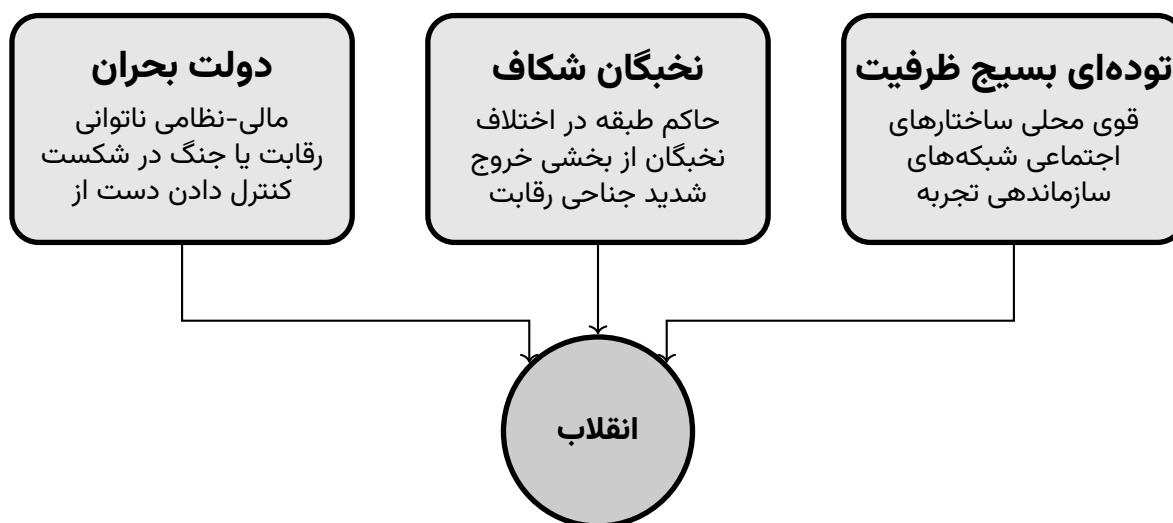 توده‌ای بسیج ظرفیت
قوی محلی ساختارهای
اجتماعی شبکه‌های
سازماندهی تجربه
نخبگان شکاف
حاکم طبقه در اختلاف
نخبگان از بخشی خروج
شدید جناحی رقابت
دولت بحران
مالی-نظامی ناتوانی
رقابت یا جنگ در شکست
کنترل دادن دست از
انقلاب